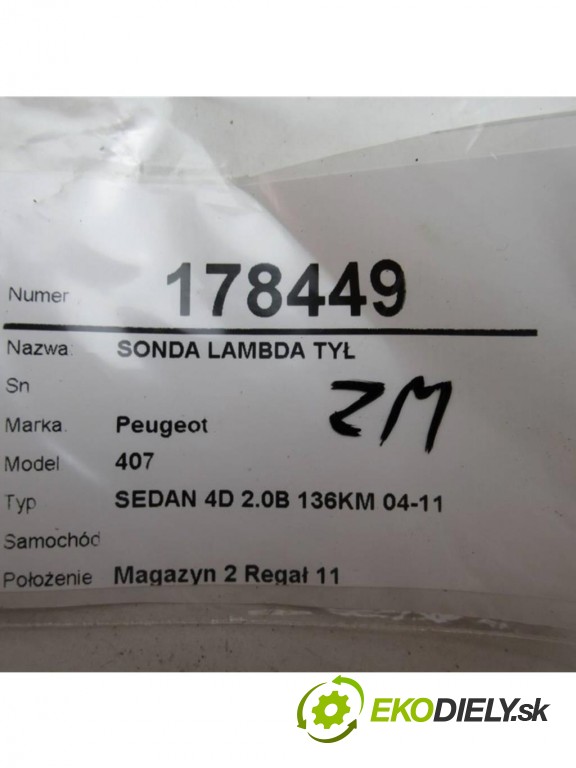 Numer 178449
Nazwa: SONDA LAMBDA TYŁ
Sn
ZM
Marka: Peugeot
Model 407
Typ SEDAN 4D 2.0B 136KM 04-11
Samochód
Położenie Magazyn 2 Regał 11
EKODIELY.sk